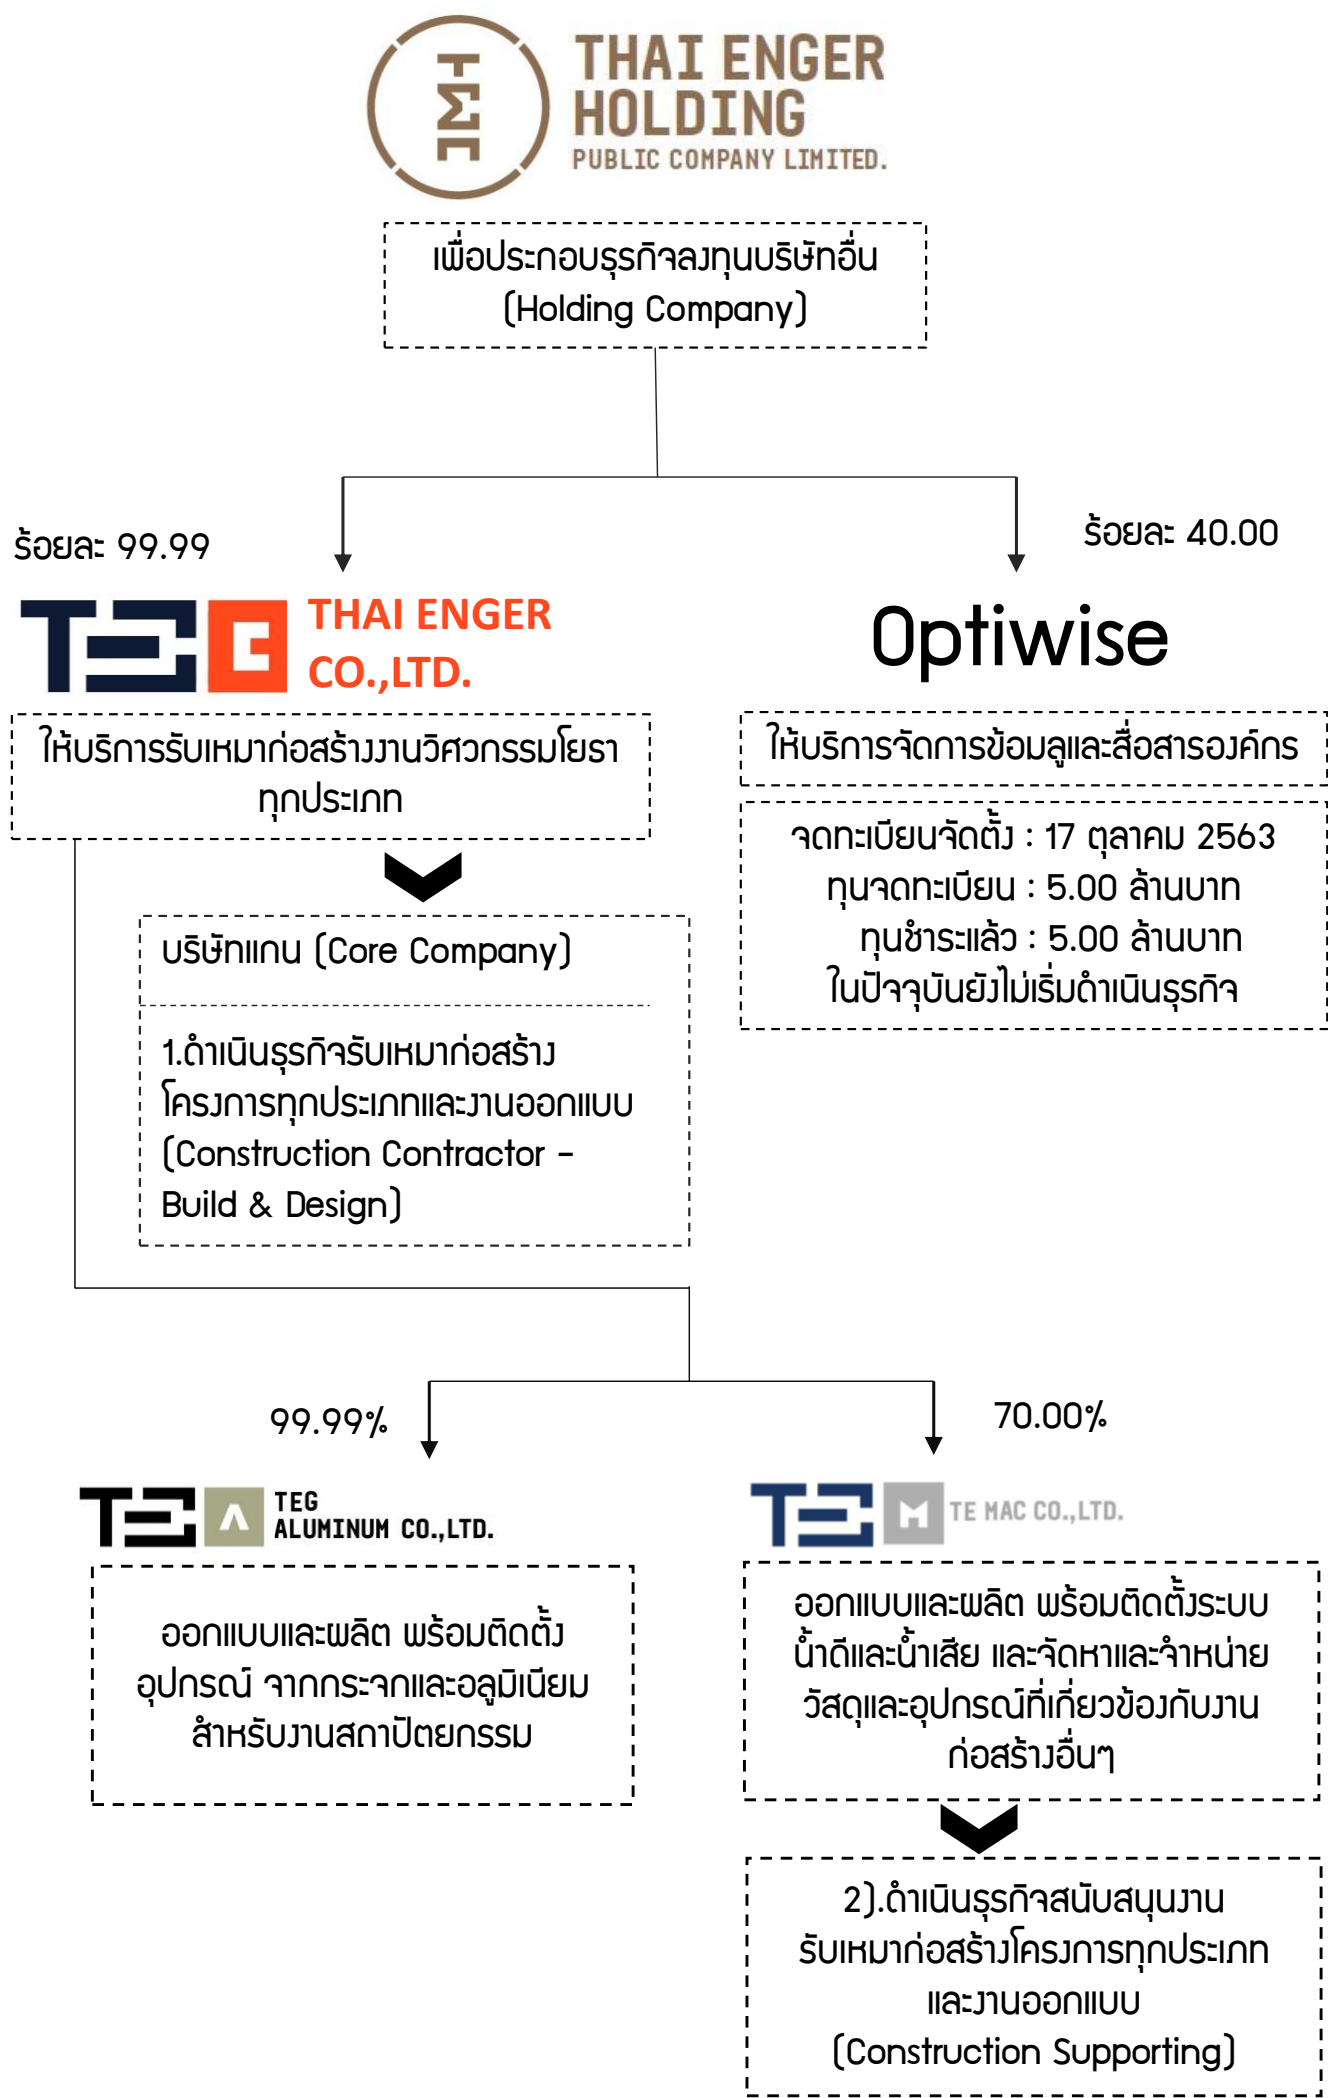 THAI ENGER
HOLDING
PUBLIC COMPANY LIMITED.
เพื่อประกอบธุรกิจลงทุนบริษัทอื่น
(Holding Company)
ร้อยละ 99.99
ร้อยละ 40.00
THAI ENGER
CO.,LTD.
Optiwise
ให้บริการรับเหมาก่อสร้างงานวิศวกรรมโยธา
ทุกประเภท
ให้บริการจัดการข้อมลูและสื่อสารองค์กร
จดทะเบียนจัดตั้ง : 17 ตุลาคม 2563
ทุนจดทะเบียน : 5.00 ล้านบาท
ทุนชำระแล้ว : 5.00 ล้านบาท
ในปัจจุบันยังไม่เริ่มดำเนินธุรกิจ
บริษัทแกน (Core Company)
1.ดำเนินธุรกิจรับเหมาก่อสร้าง
โครงการทุกประเภทและงานออกแบบ
(Construction Contractor -
Build & Design)
99.99%
70.00%
TEG
ALUMINUM CO.,LTD.
TE MAC CO.,LTD.
ออกแบบและผลิต พร้อมติดตั้ง
อุปกรณ์ จากกระจกและอลูมิเนียม
สำหรับงานสถาปัตยกรรม
ออกแบบและผลิต พร้อมติดตั้งระบบ
น้ำดีและน้ำเสีย และจัดหาและจำหน่าย
วัสดุและอุปกรณ์ที่เกี่ยวข้องกับงาน
ก่อสร้างอื่นๆ
2).ดำเนินธุรกิจสนับสนุนงาน
รับเหมาก่อสร้างโครงการทุกประเภท
และงานออกแบบ
(Construction Supporting)